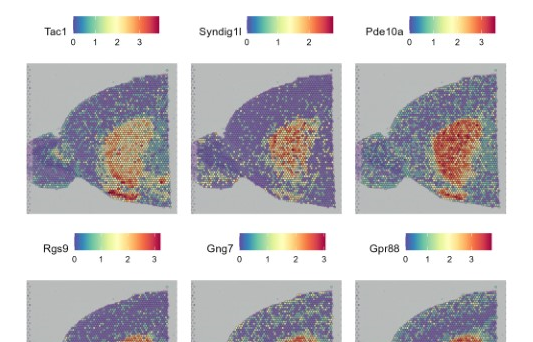 Tac1
0 1 2 3
Syndig1l
0 1 2
Pde10a
0 1 2 3
Rgs9
0 1 2 3
Gng7
0 1 2 3
Gpr88
0 1 2 3